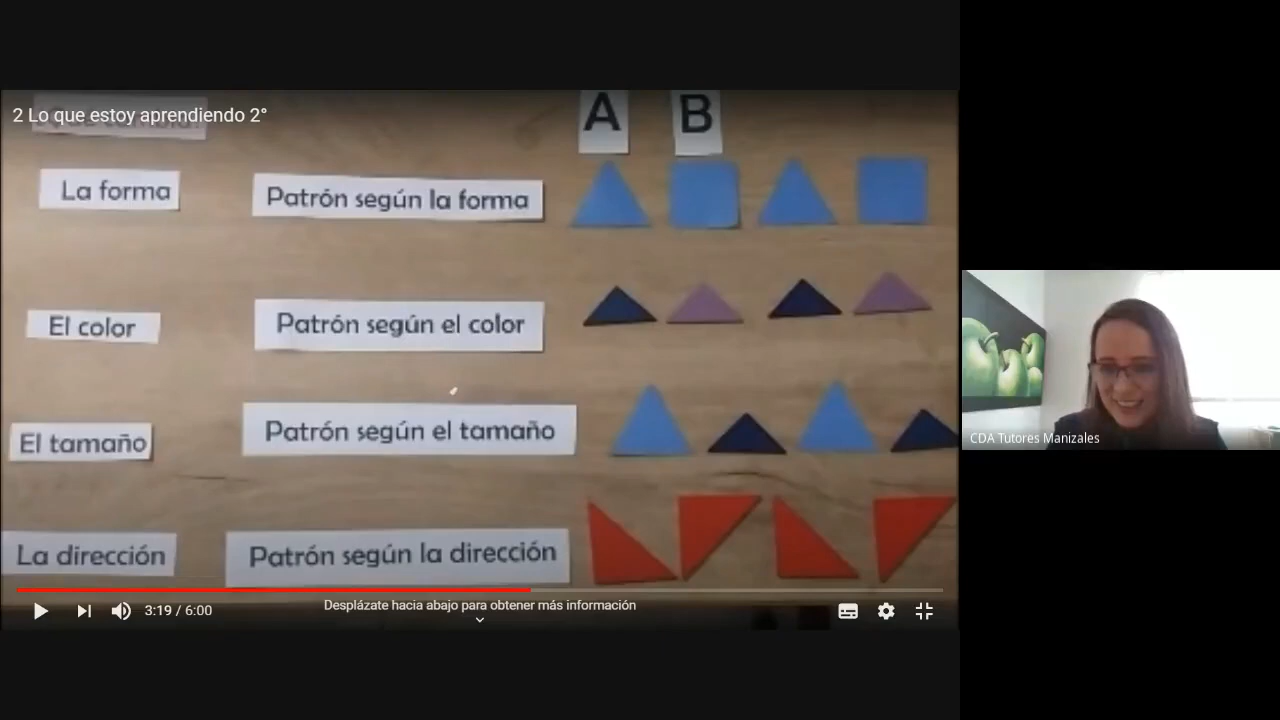 2 Lo que estoy aprendiendo 2°
A B
La forma
Patrón según la forma
El color
Patrón según el color
El tamaño
Patrón según el tamaño
La dirección
Patrón según la dirección
3:19 / 6:00
Desplázate hacia abajo para obtener más información
CDA Tutores Manizales